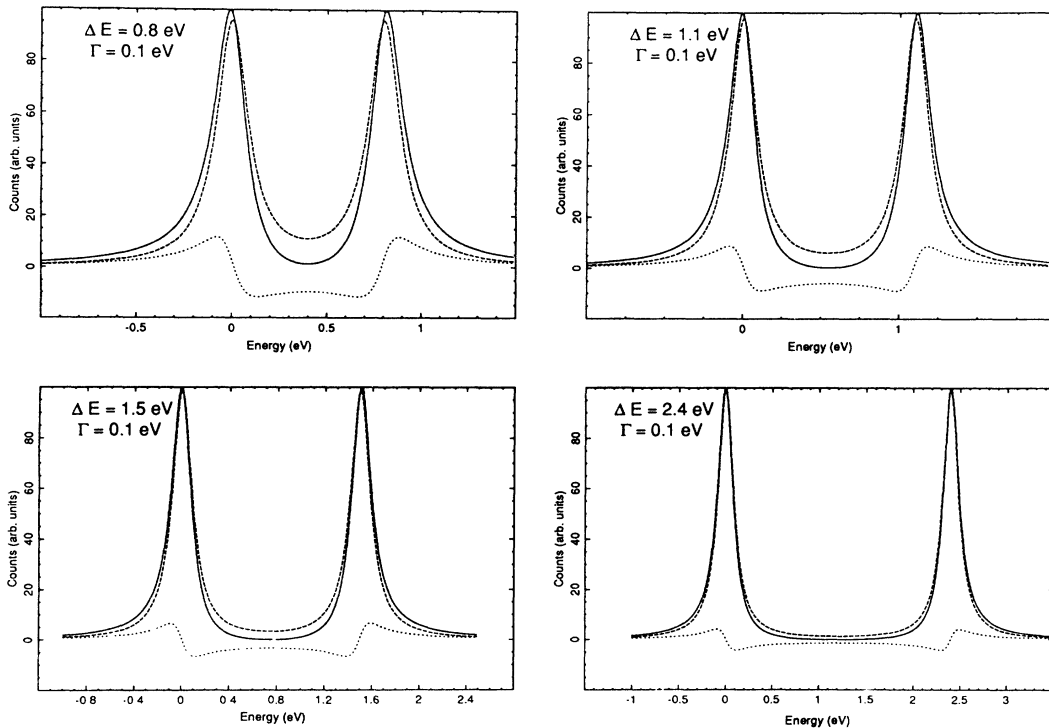 Δ E = 0.8 eV
Γ = 0.1 eV
Counts (arb. units)
0 20 40 60 80
-0.5 0 0.5 1
Energy (eV)
Δ E = 1.1 eV
Γ = 0.1 eV
Counts (arb. units)
0 20 40 60 80
0 1
Energy (eV)
Δ E = 1.5 eV
Γ = 0.1 eV
Counts (arb. units)
0 20 40 60 80
-0.8 -0 4 0 0 4 0.8 1.2 1.6 2 2.4
Energy (eV)
Δ E = 2.4 eV
Γ = 0.1 eV
Counts (arb. units)
0 20 40 60 80
-1 -0.5 0 0.5 1 1.5 2 2.5 3 3.5
Energy (eV)